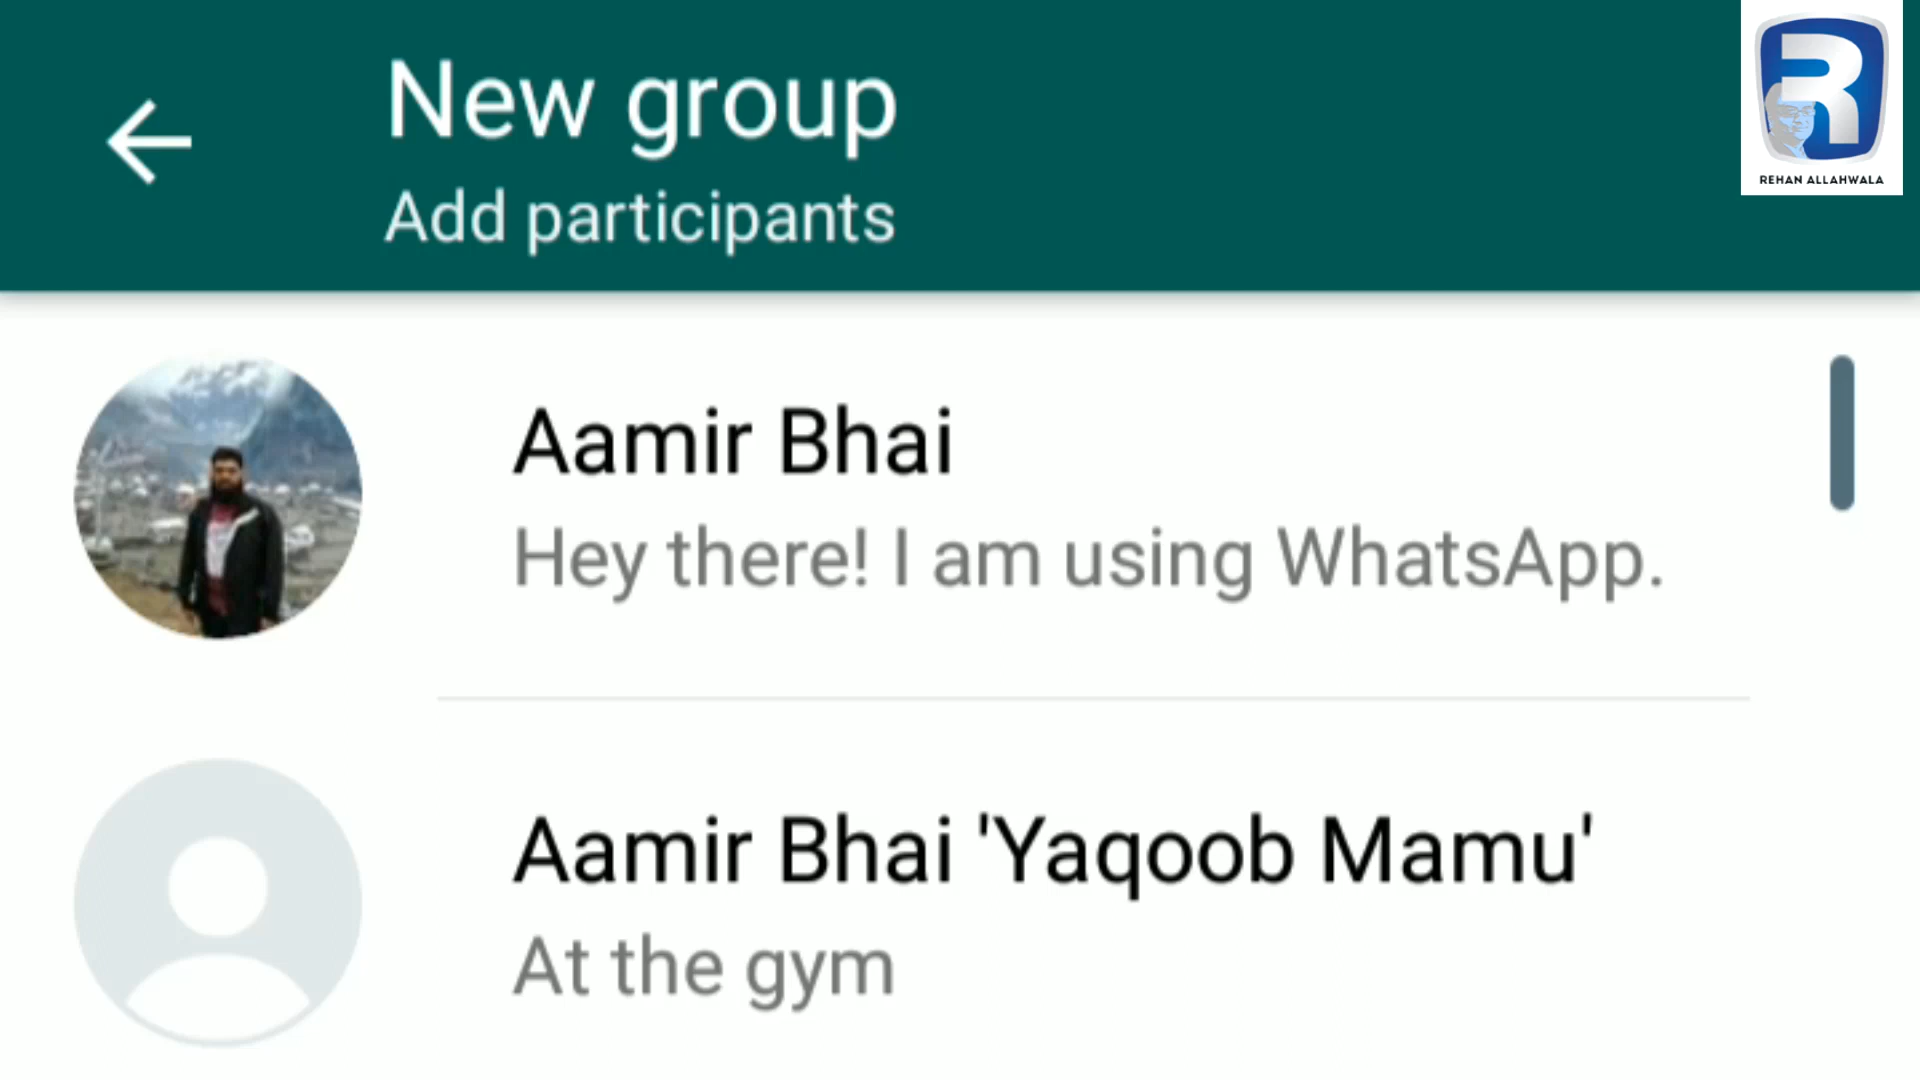 New group
Add participants
REHAN ALLAHWALA
Aamir Bhai
Hey there! I am using WhatsApp.
Aamir Bhai 'Yaqoob Mamu'
At the gym